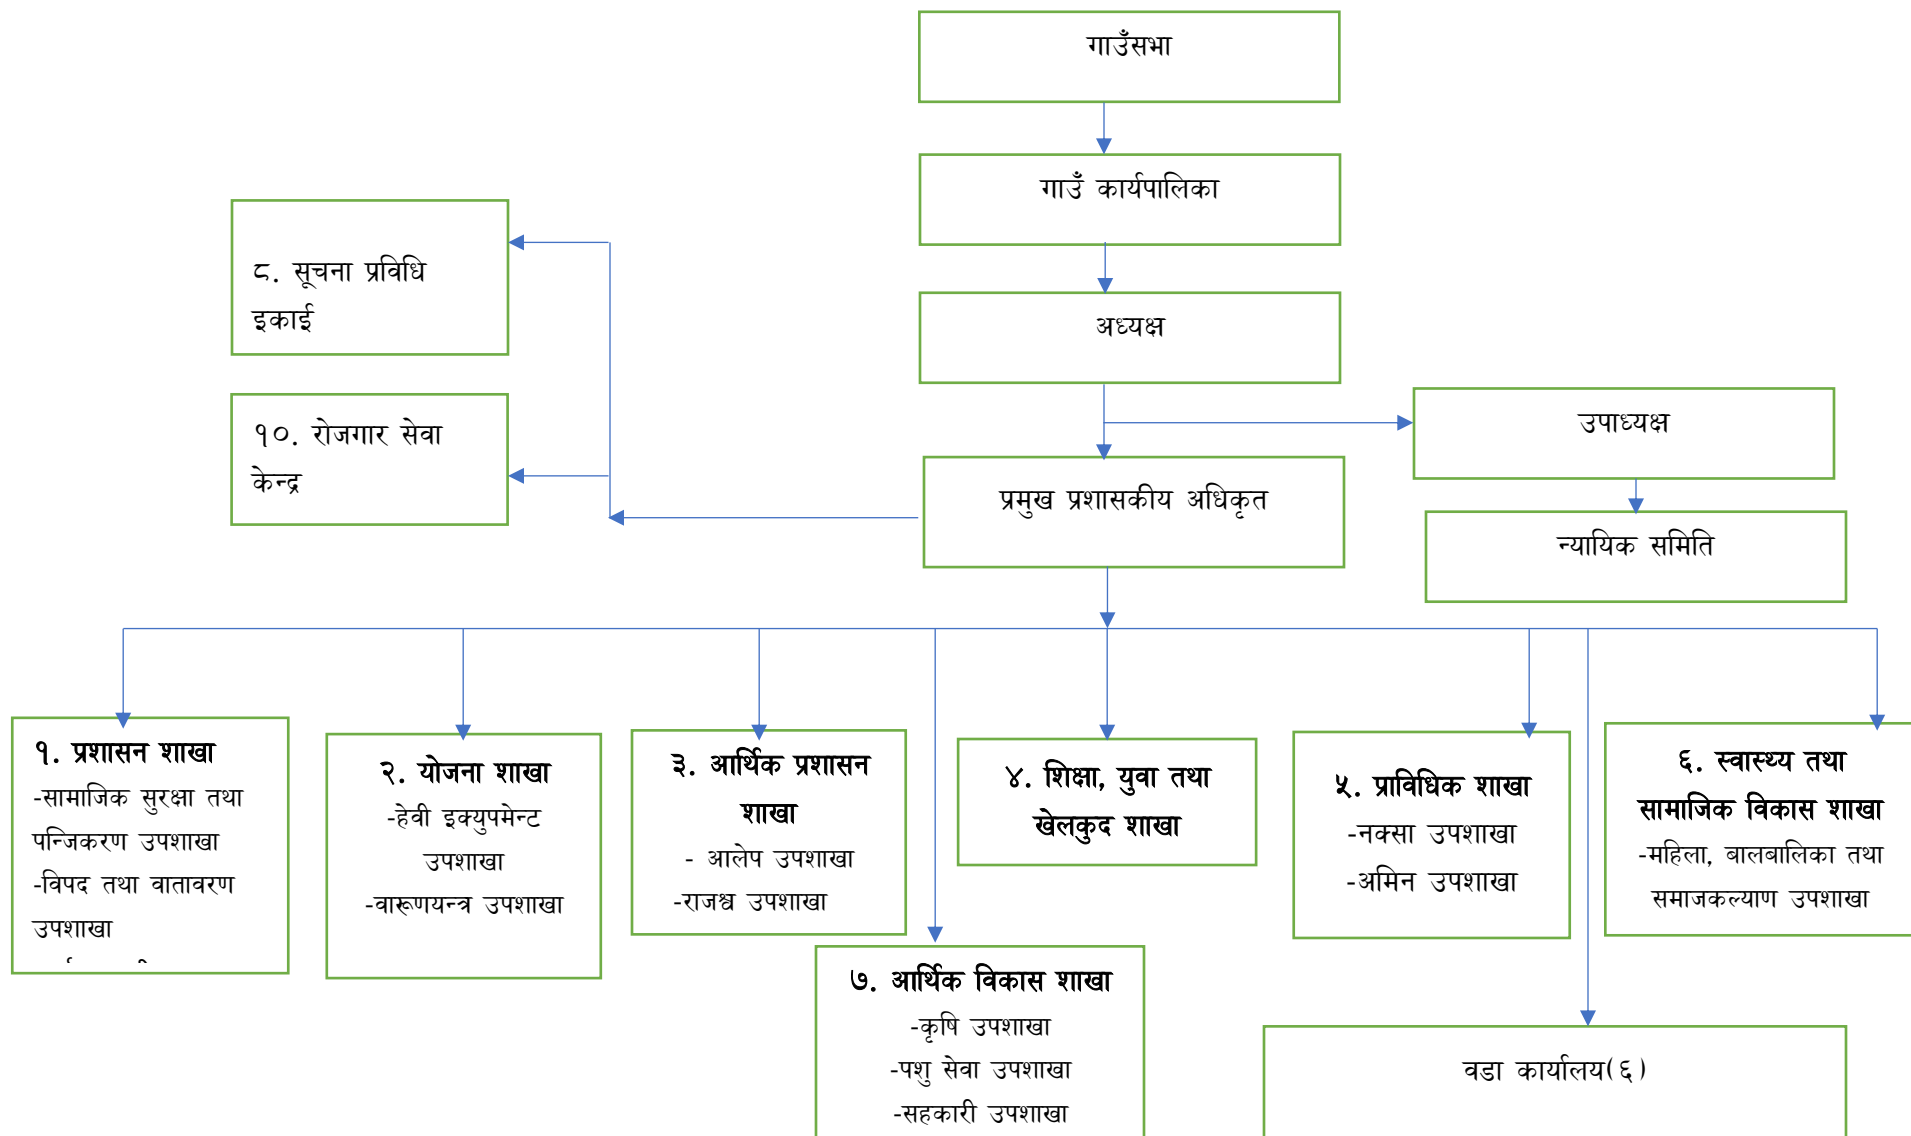 गाउँसभा
गाउँ कार्यपालिका
८. सूचना प्रविधि
इकाई
अध्यक्ष
१०. रोजगार सेवा
केन्द्र
उपाध्यक्ष
प्रमुख प्रशासकीय अधिकृत
न्यायिक समिति
१. प्रशासन शाखा
-सामाजिक सुरक्षा तथा
पन्जिकरण उपशाखा
-विपद तथा वातावरण
उपशाखा
२. योजना शाखा
-हेवी इक्युपमेन्ट
उपशाखा
-वारूणयन्त्र उपशाखा
३. आर्थिक प्रशासन
शाखा
- आलेप उपशाखा
-राजश्व उपशाखा
४. शिक्षा, युवा तथा
खेलकुद शाखा
५. प्राविधिक शाखा
-नक्सा उपशाखा
-अमिन उपशाखा
६. स्वास्थ्य तथा
सामाजिक विकास शाखा
-महिला, बालबालिका तथा
समाजकल्याण उपशाखा
७. आर्थिक विकास शाखा
-कृषि उपशाखा
-पशु सेवा उपशाखा
-सहकारी उपशाखा
वडा कार्यालय(६)